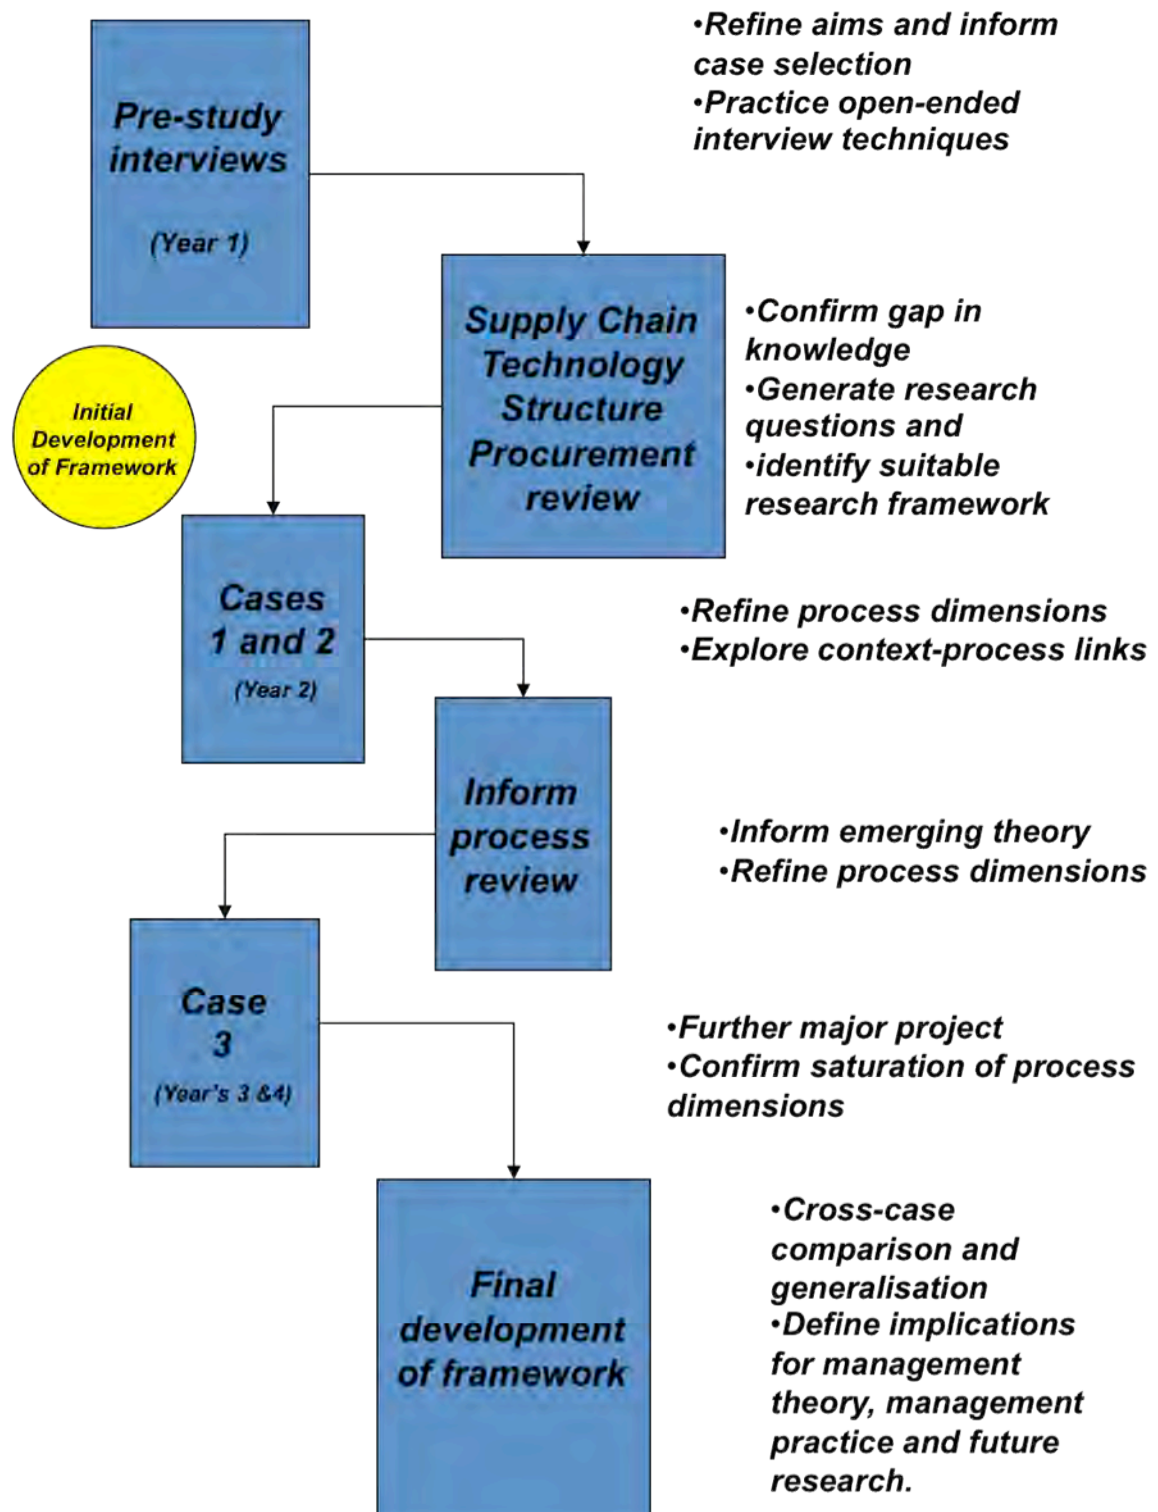 •Refine aims and inform
case selection
•Practice open-ended
interview techniques
Pre-study
interviews
(Year 1)
Supply Chain
Technology
Structure
Procurement
review
•Confirm gap in
knowledge
•Generate research
questions and
•identify suitable
research framework
Initial
Development
of Framework
Cases
1 and 2
(Year 2)
•Refine process dimensions
•Explore context-process links
Inform
process
review
•Inform emerging theory
•Refine process dimensions
Case
3
(Year's 3 &4)
•Further major project
•Confirm saturation of process
dimensions
Final
development
of framework
•Cross-case
comparison and
generalisation
•Define implications
for management
theory, management
practice and future
research.